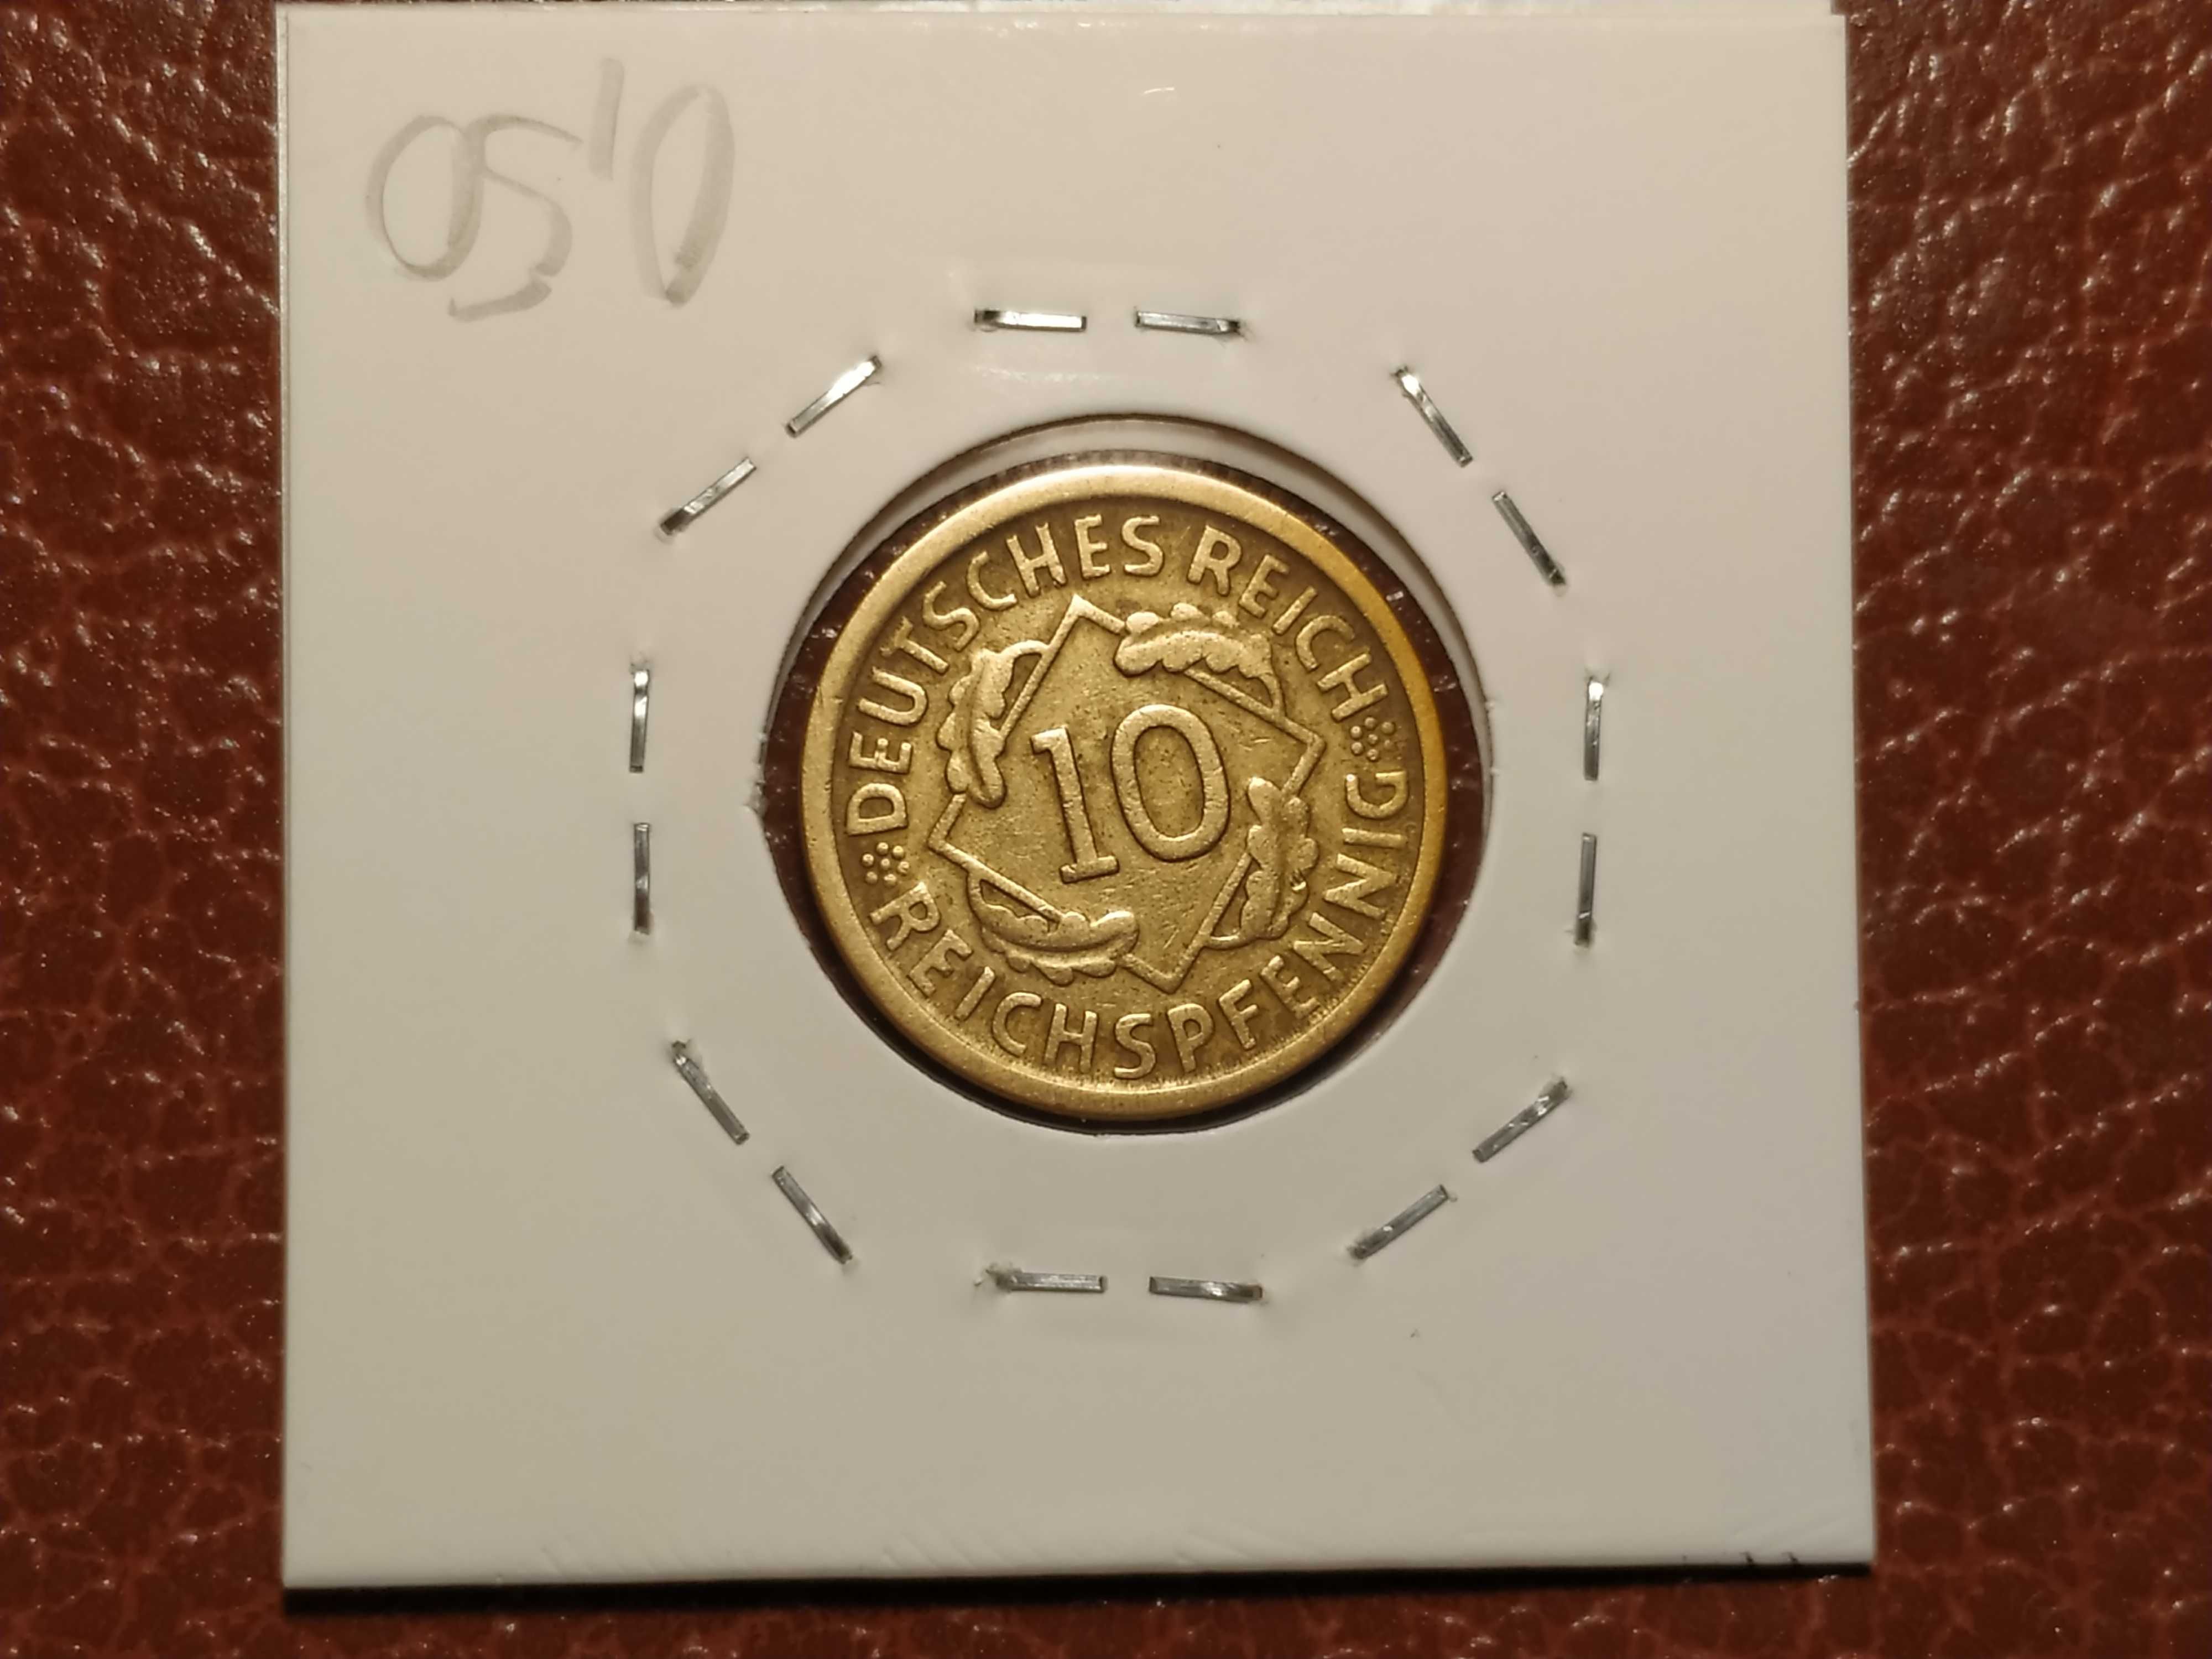 0,50
DEUTSCHES REICH
10
REICHSPFENNIG